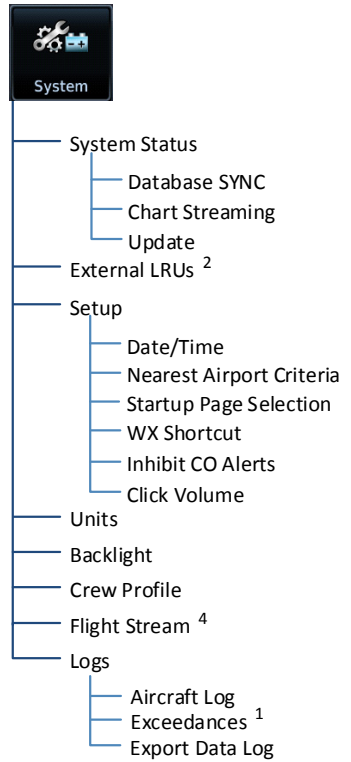 System
System Status
Database SYNC
Chart Streaming
Update
External LRUs 2
Setup
Date/Time
Nearest Airport Criteria
Startup Page Selection
WX Shortcut
Inhibit CO Alerts
Click Volume
Units
Backlight
Crew Profile
Flight Stream 4
Logs
Aircraft Log
Exceedances 1
Export Data Log